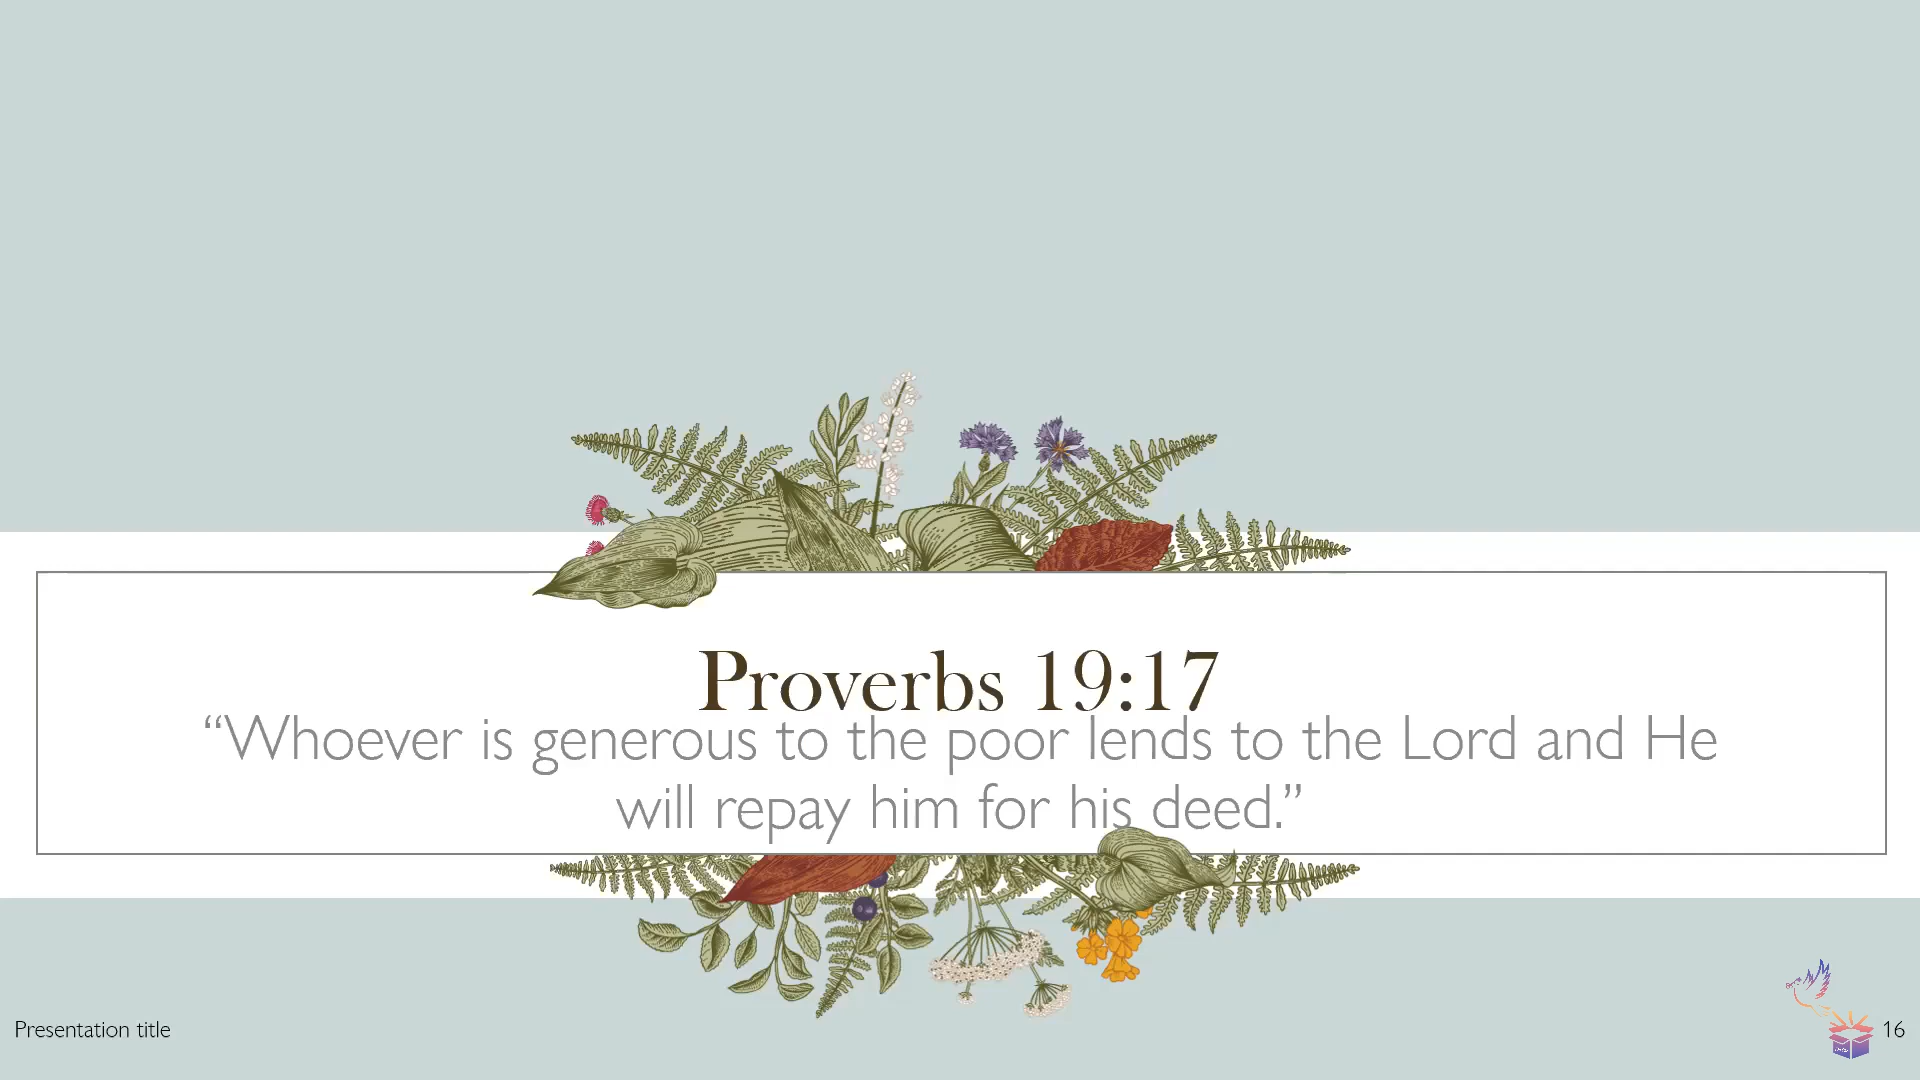 Proverbs 19:17
“Whoever is generous to the poor lends to the Lord and He
will repay him for his deed.”
Presentation title
16